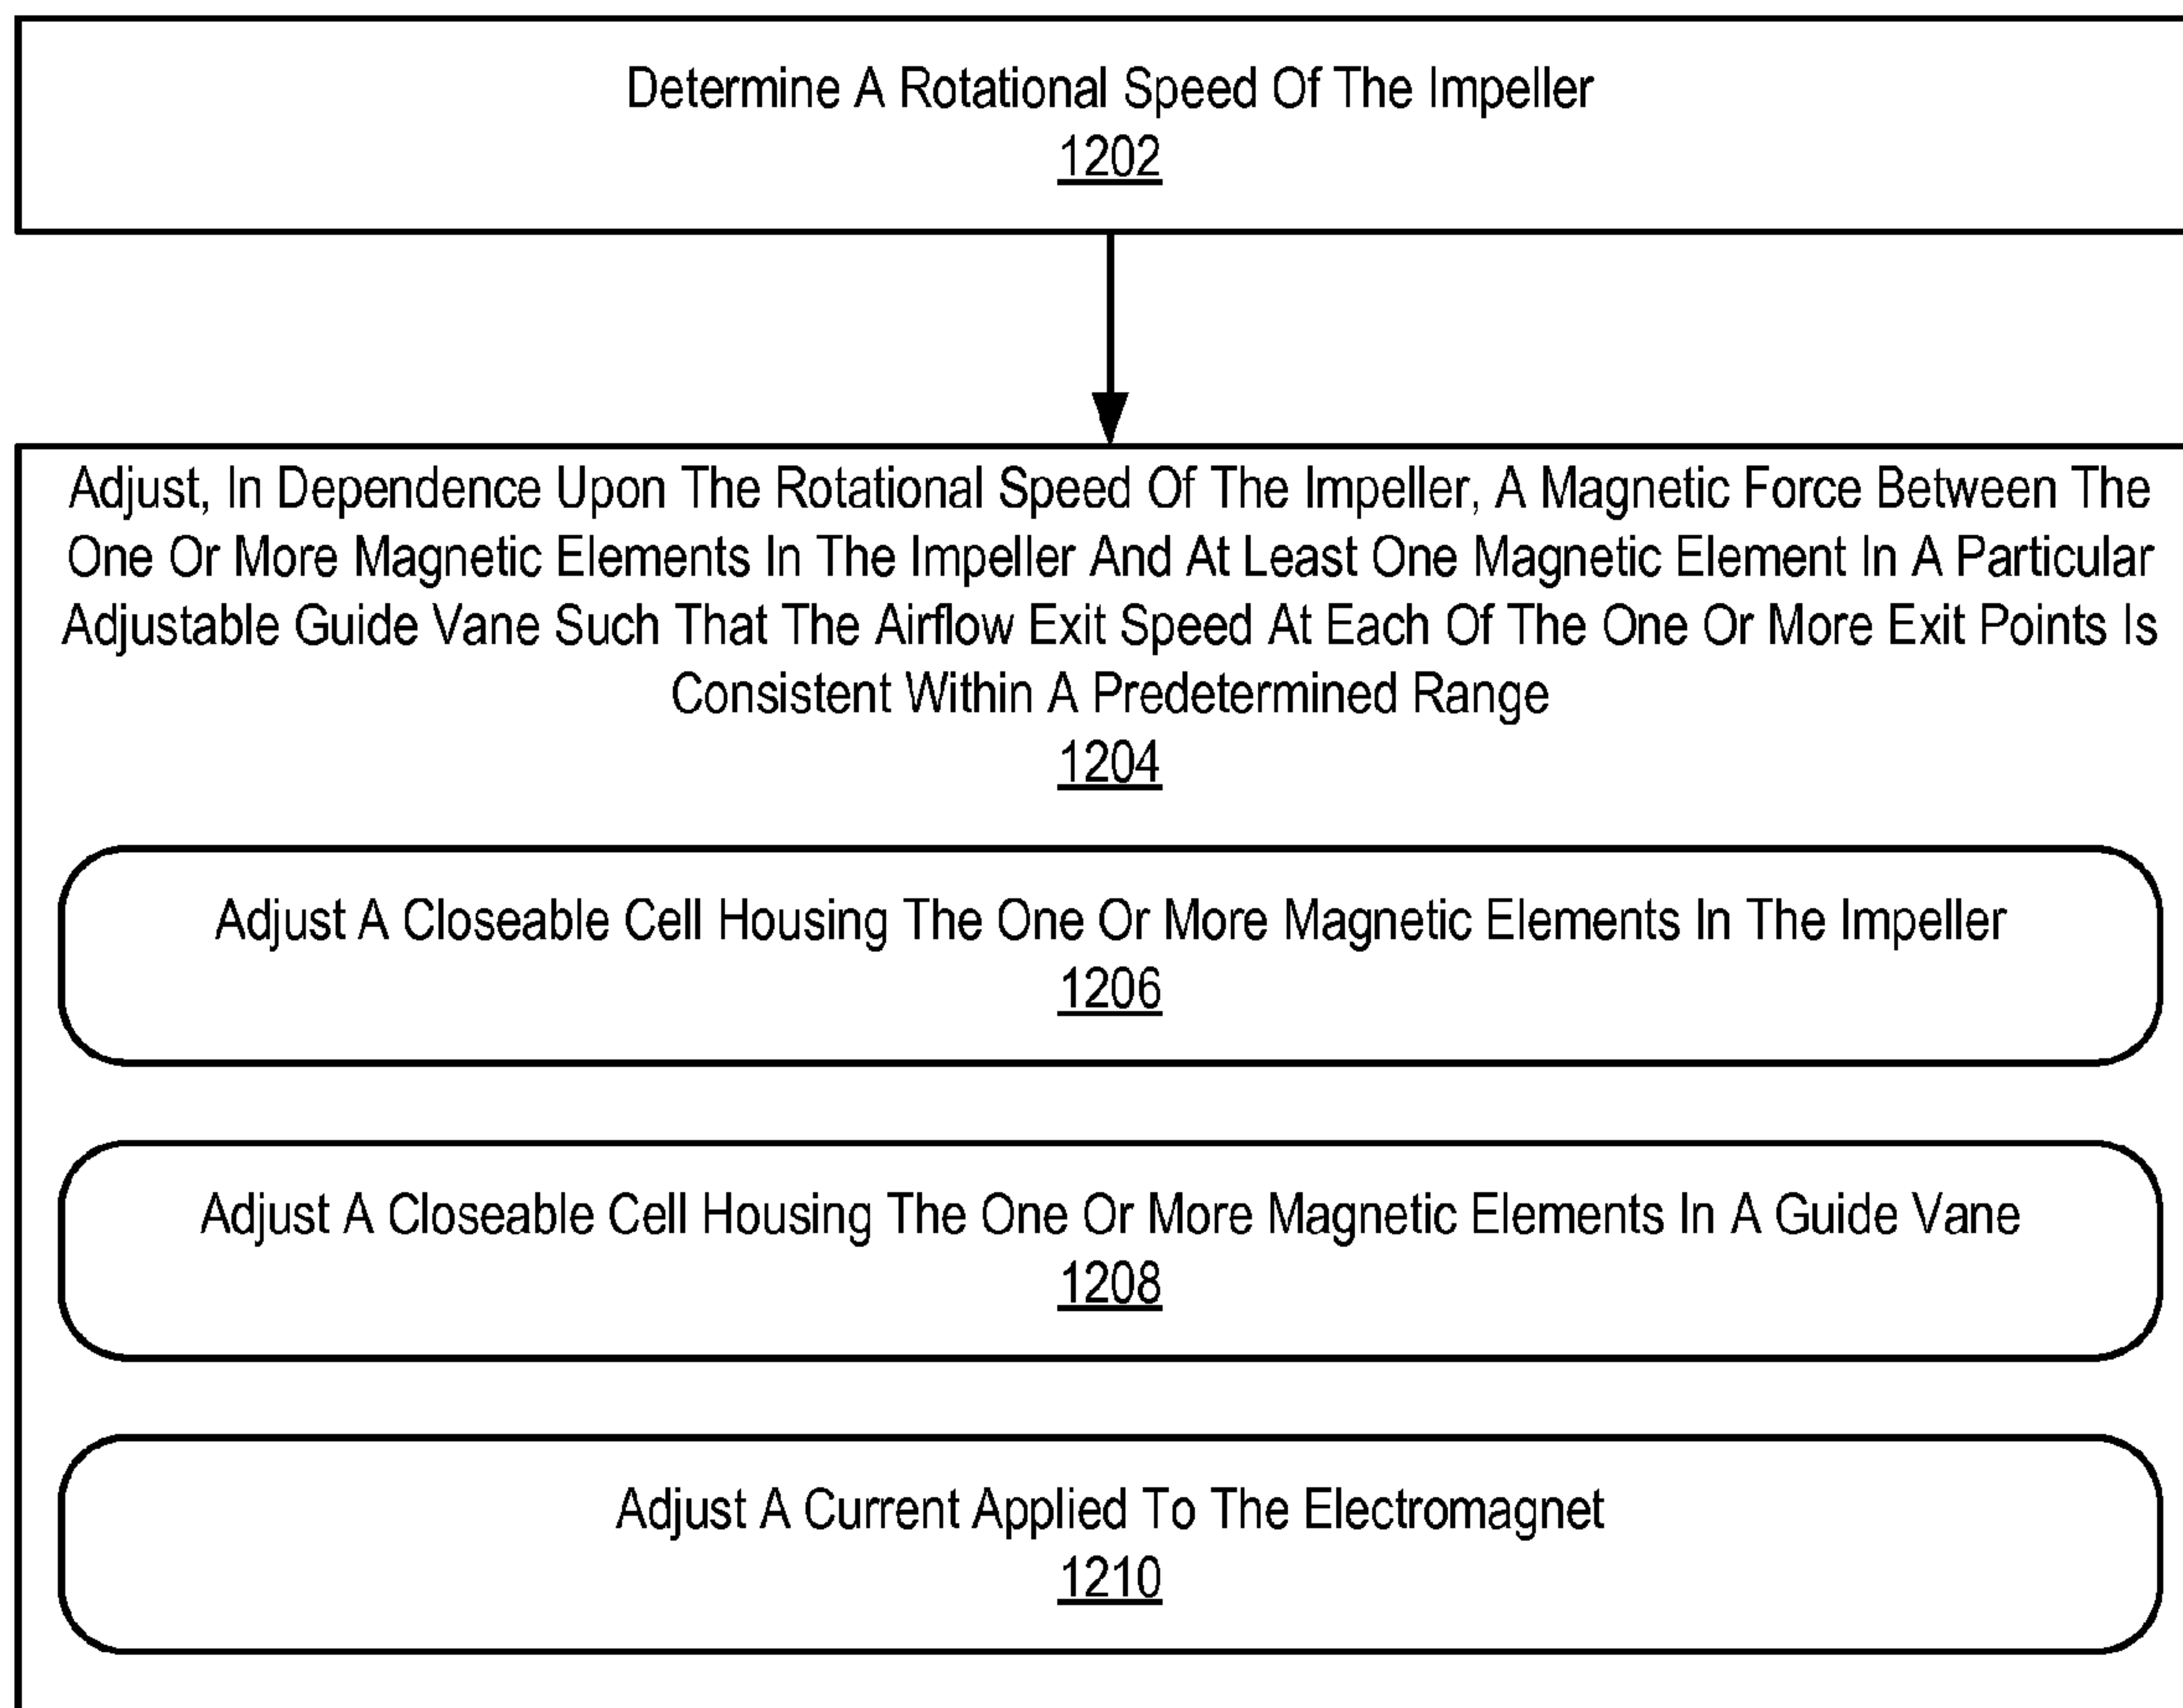 Determine A Rotational Speed Of The Impeller
1202
Adjust, In Dependence Upon The Rotational Speed Of The Impeller, A Magnetic Force Between The
One Or More Magnetic Elements In The Impeller And At Least One Magnetic Element In A Particular
Adjustable Guide Vane Such That The Airflow Exit Speed At Each Of The One Or More Exit Points Is
Consistent Within A Predetermined Range
1204
Adjust A Closeable Cell Housing The One Or More Magnetic Elements In The Impeller
1206
Adjust A Closeable Cell Housing The One Or More Magnetic Elements In A Guide Vane
1208
Adjust A Current Applied To The Electromagnet
1210